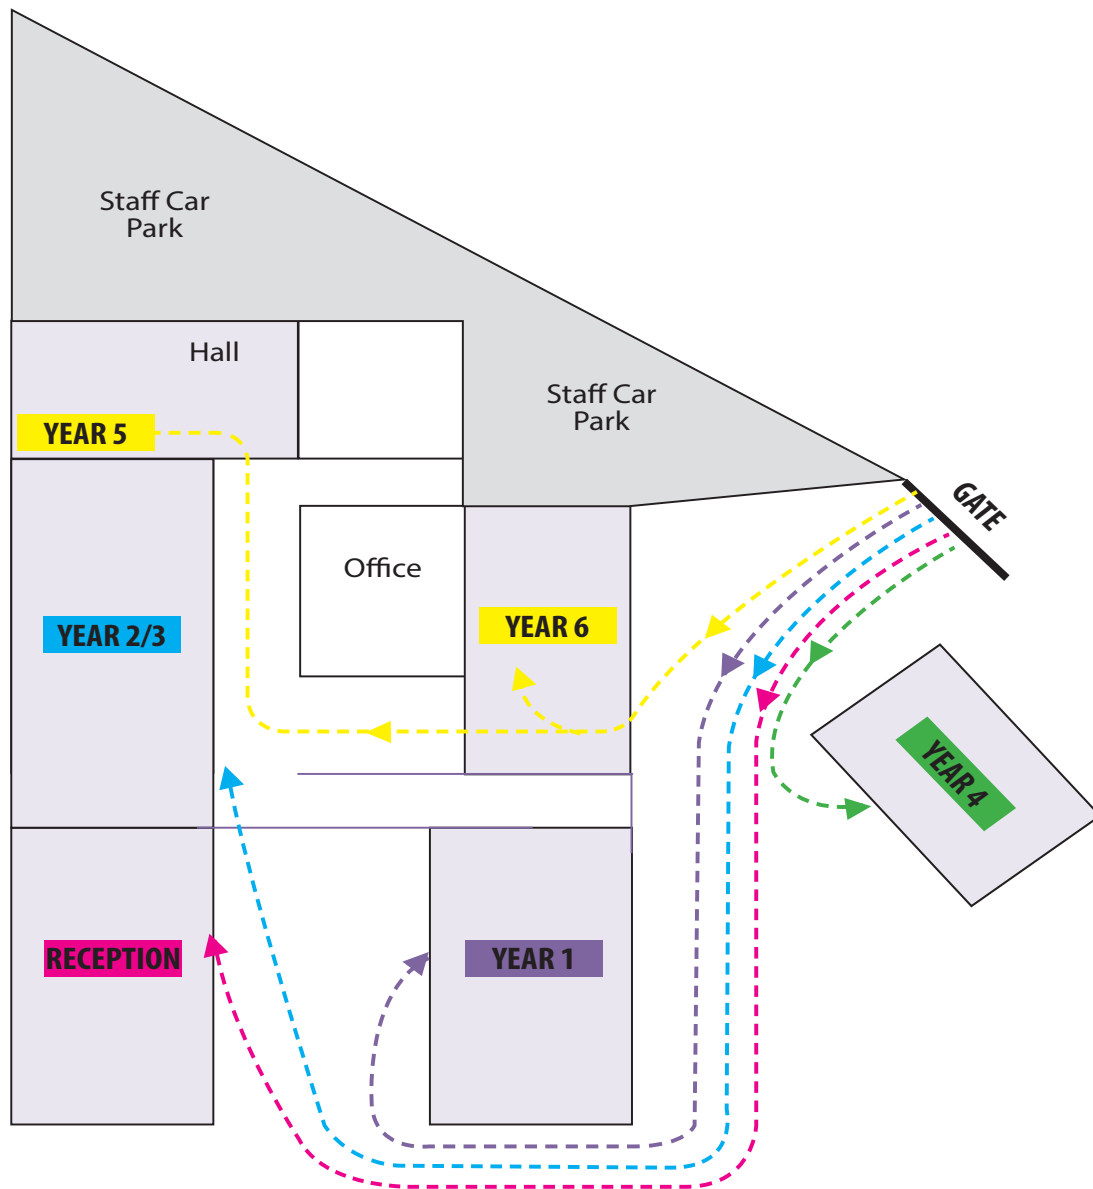 Staff Car
Park
Hall
Staff Car
Park
YEAR 5
GATE
Office
YEAR 2/3
YEAR 6
YEAR 4
RECEPTION
YEAR 1